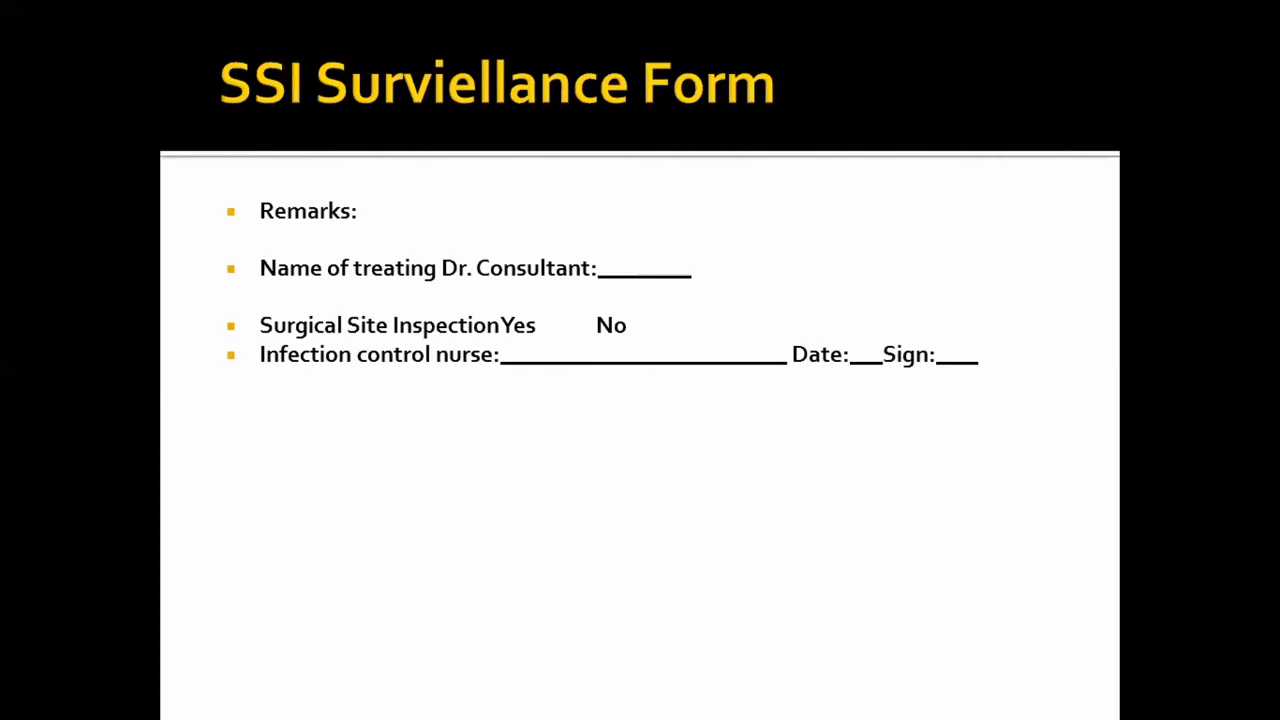 SSI Surviellance Form
Remarks:
Name of treating Dr. Consultant:________
Surgical Site InspectionYes No
Infection control nurse:_________________________ Date:___Sign:____